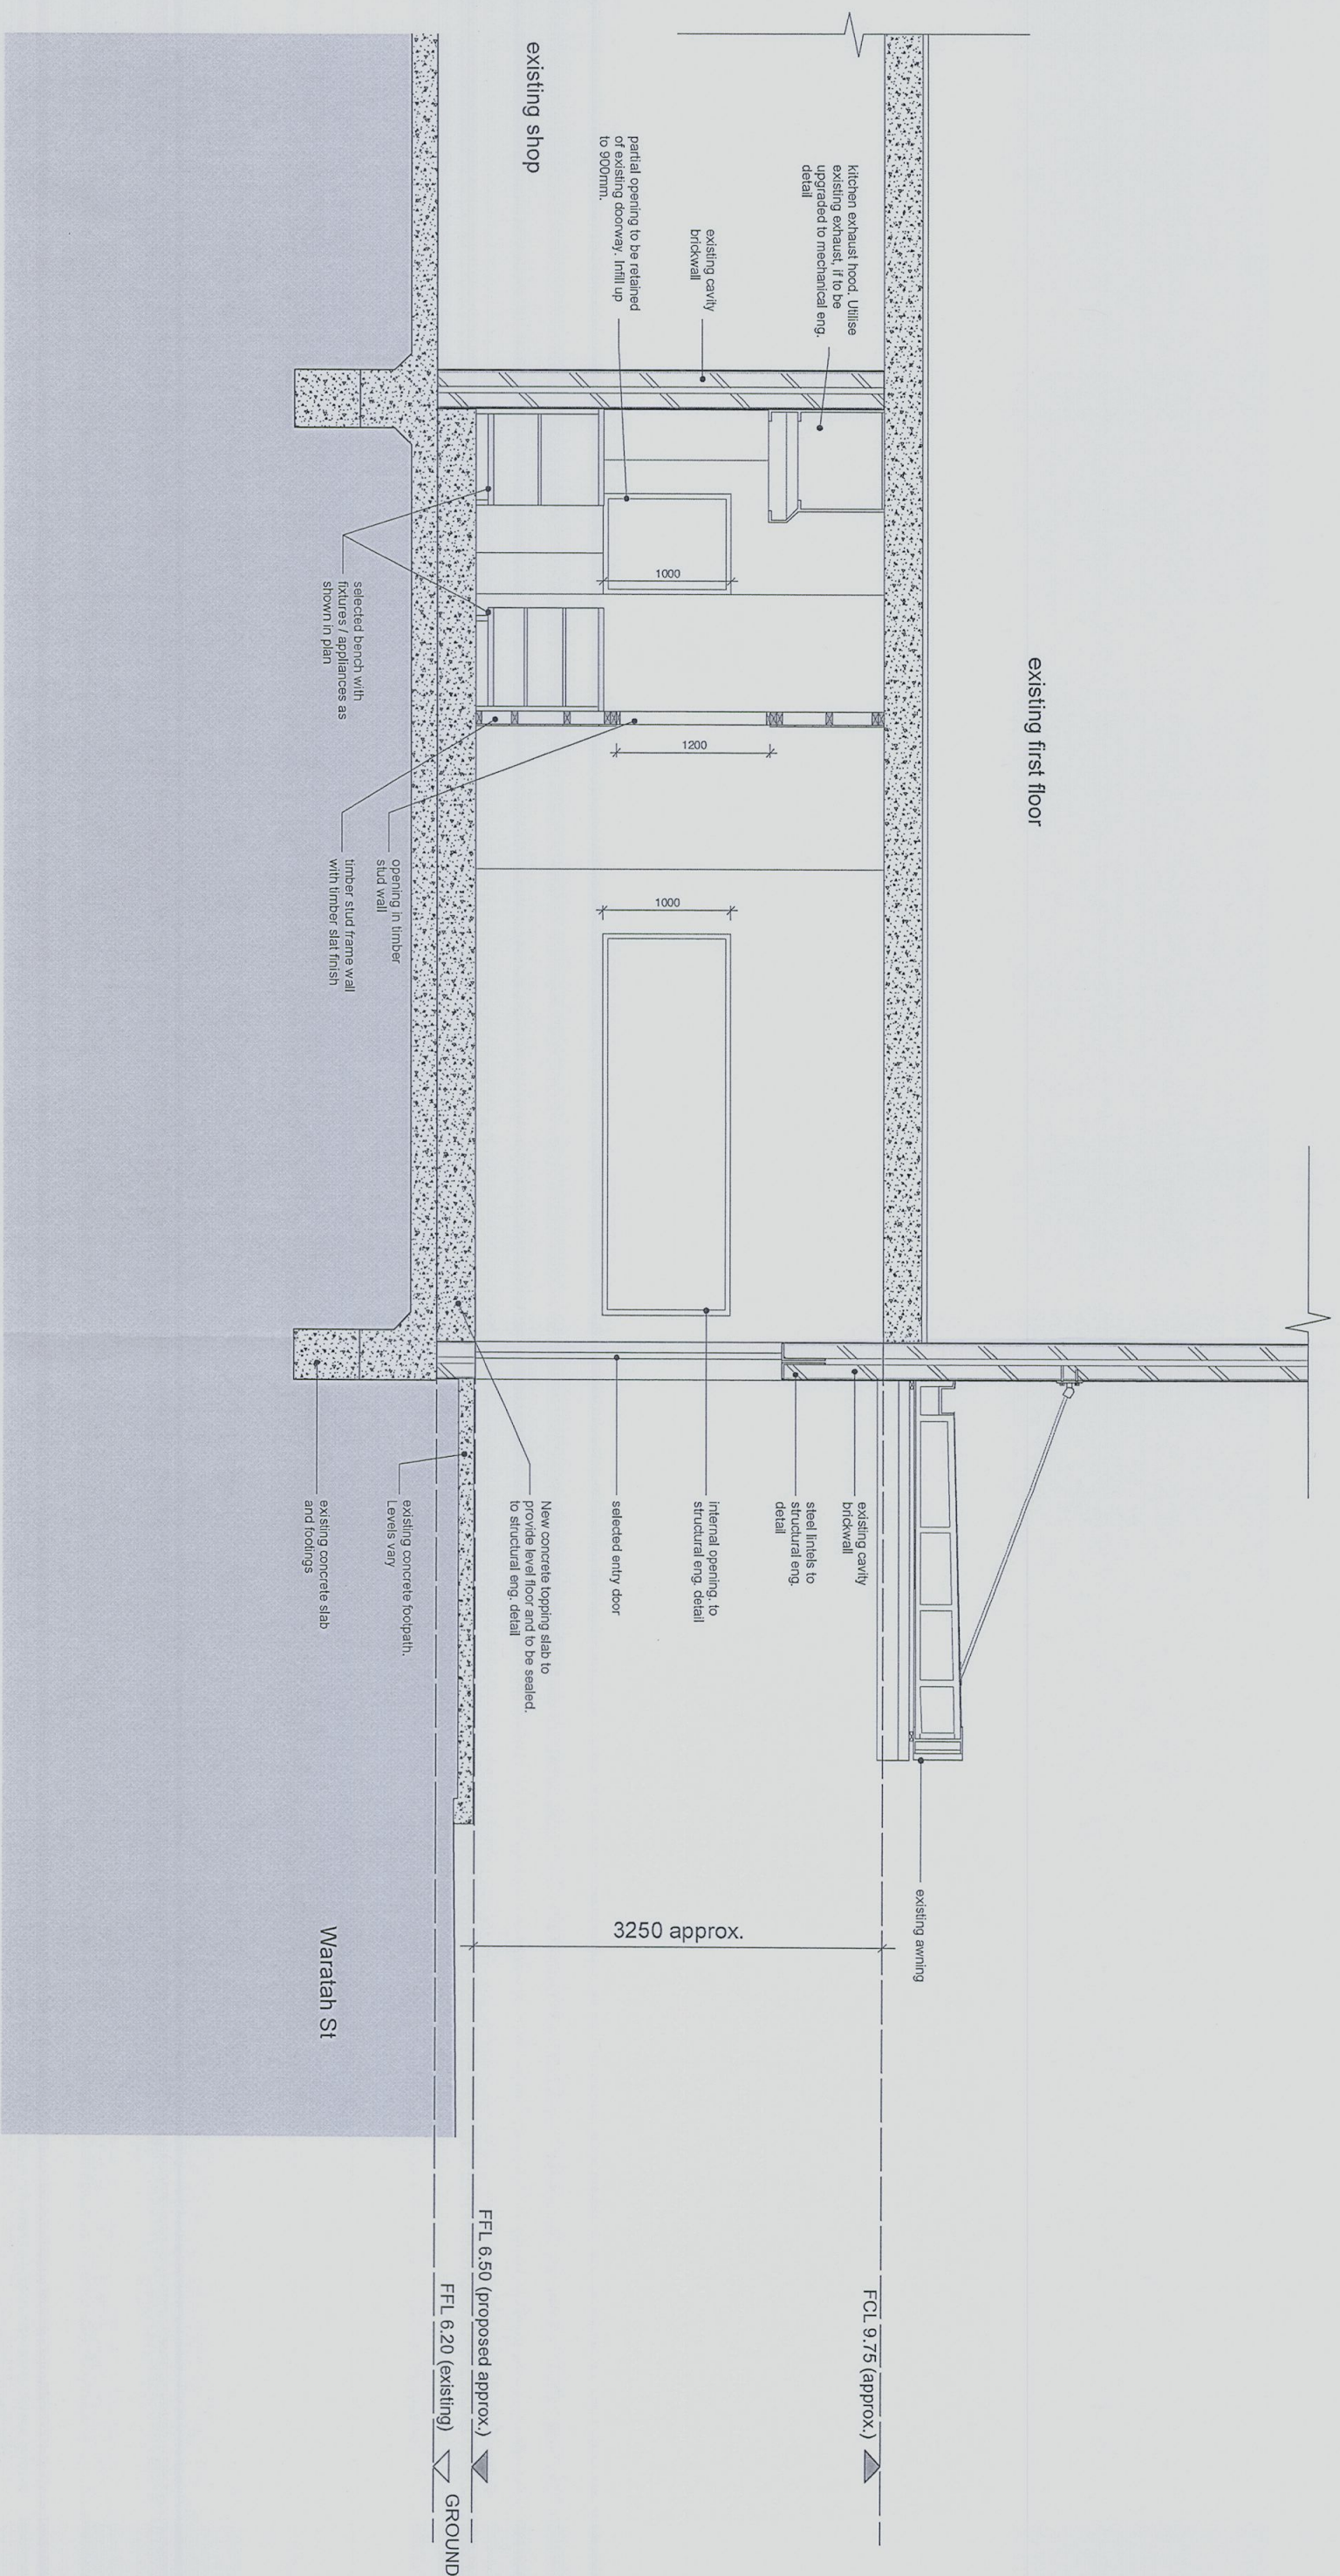 existing first floor
existing shop
kitchen exhaust hood. Utilise
existing exhaust, if to be
upgraded to mechanical eng.
detail
existing cavity
brickwall
partial opening to be retained
of existing doorway. Infill up
to 900mm.
1000
1200
1000
selected bench with
fixtures / appliances as
shown in plan
opening in timber
stud wall
timber stud frame wall
with timber slat finish
existing cavity
brickwall
steel lintels to
structural eng.
detail
internal opening. to
structural eng. detail
selected entry door
New concrete topping slab to
provide level floor and to be sealed.
to structural eng. detail
existing concrete footpath.
Levels vary
existing concrete slab
and footings
existing awning
3250 approx.
Waratah St
FCL 9.75 (approx.)
FFL 6.50 (proposed approx.)
FFL 6.20 (existing)
GROUND